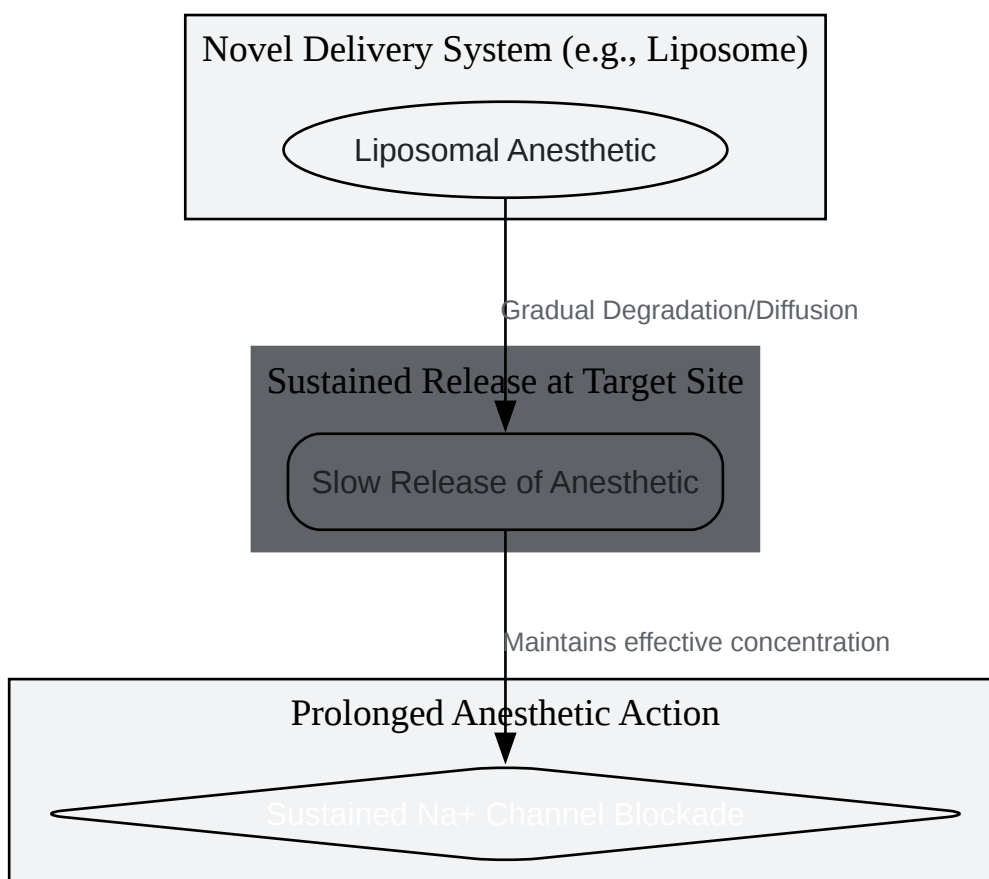 Novel Delivery System (e.g., Liposome)
Liposomal Anesthetic
Gradual Degradation/Diffusion
Sustained Release at Target Site
Slow Release of Anesthetic
Maintains effective concentration
Prolonged Anesthetic Action
Sustained Na+ Channel Blockade